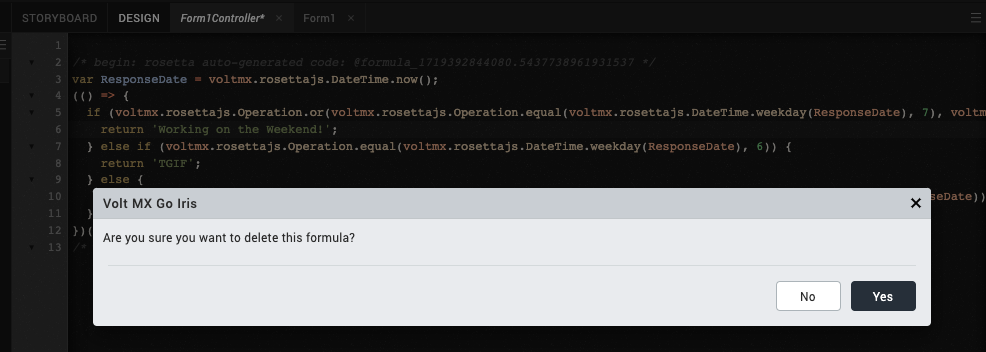 STORYBOARD DESIGN Form1Controller* × Form1 ×
1
2 /* begin: rosetta auto-generated code: @formula_1719392844080.5437738961931537 */
3 var ResponseDate = voltmx.rosettajs.DateTime.now();
4 (() => {
5 if (voltmx.rosettajs.Operation.or(voltmx.rosettajs.Operation.equal(voltmx.rosettajs.DateTime.weekday(ResponseDate), 7), voltm
6 return 'Working on the Weekend!';
7 } else if (voltmx.rosettajs.Operation.equal(voltmx.rosettajs.DateTime.weekday(ResponseDate), 6)) {
8 return 'TGIF';
9 } else {
10 seDate))
11 }
12 })(
13 /*
Volt MX Go Iris ×
Are you sure you want to delete this formula?
No Yes